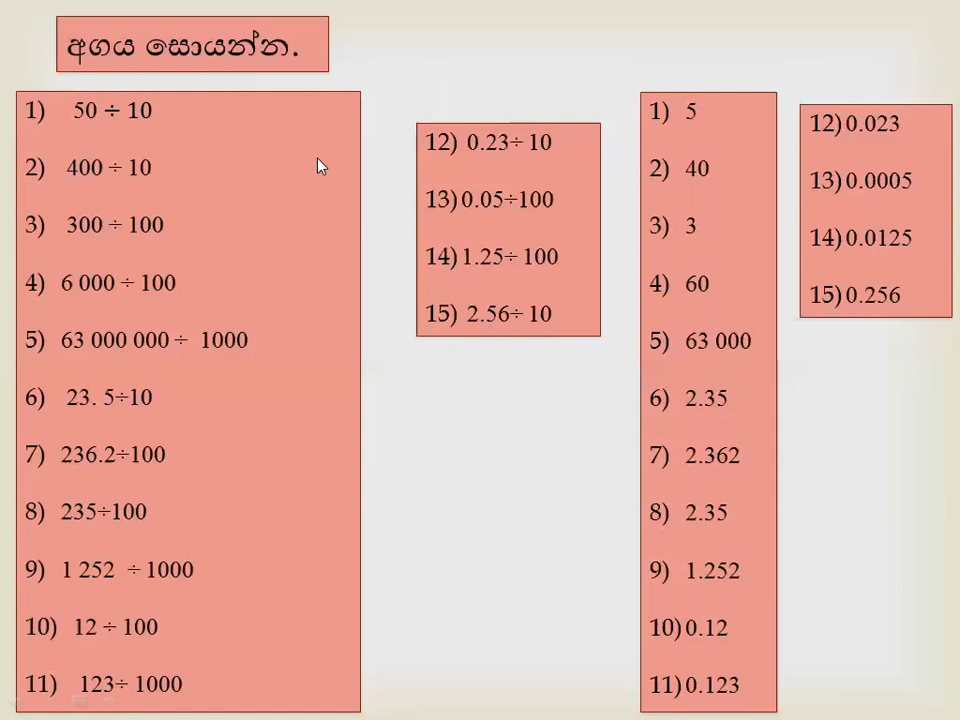 අගය සොයන්න.
1) 50 ÷ 10
2) 400 ÷ 10
3) 300 ÷ 100
4) 6 000 ÷ 100
5) 63 000 000 ÷ 1000
6) 23. 5÷10
7) 236.2÷100
8) 235÷100
9) 1 252 ÷ 1000
10) 12 ÷ 100
11) 123÷ 1000
12) 0.23÷ 10
13) 0.05÷100
14) 1.25÷ 100
15) 2.56÷ 10
1) 5
2) 40
3) 3
4) 60
5) 63 000
6) 2.35
7) 2.362
8) 2.35
9) 1.252
10) 0.12
11) 0.123
12) 0.023
13) 0.0005
14) 0.0125
15) 0.256